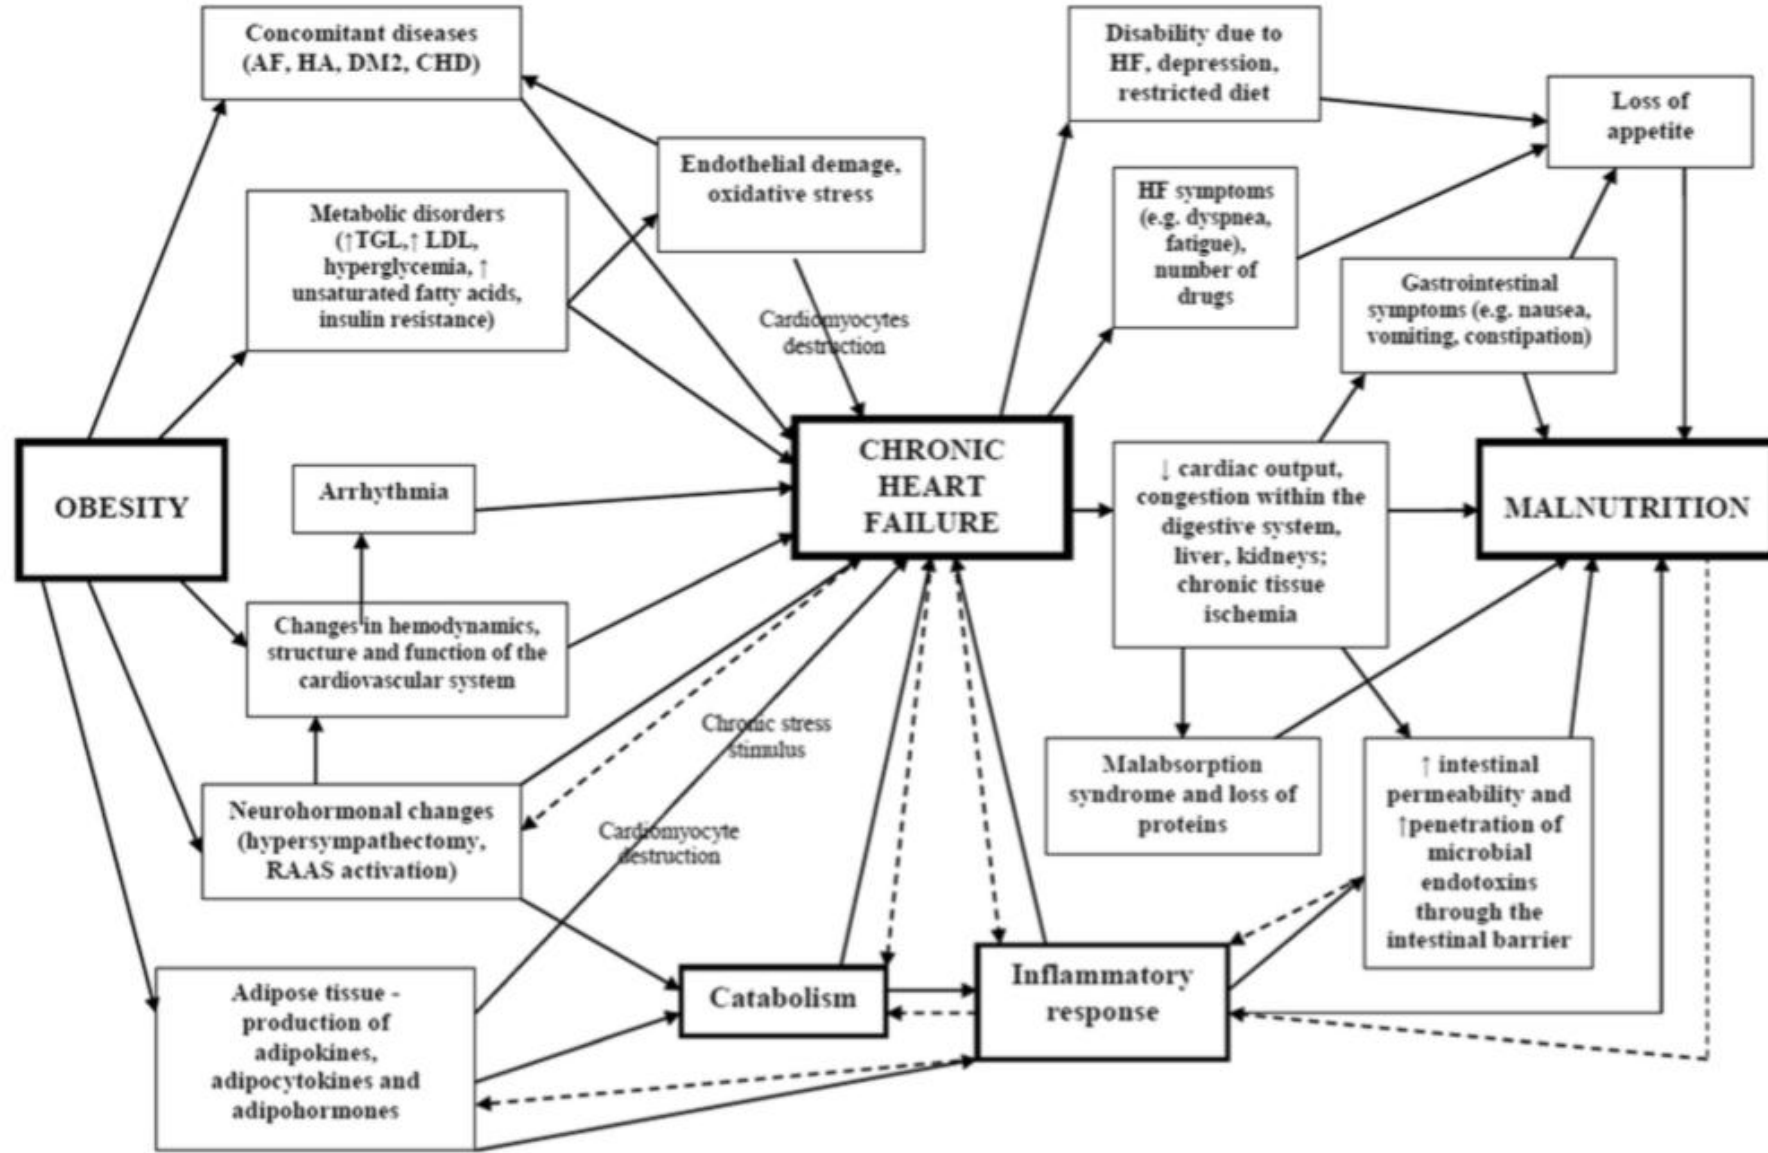 Concomitant diseases
(AF, HA, DM2, CHD)
Disability due to
HF, depression,
restricted diet
Loss of
appetite
Endothelial demage,
oxidative stress
HF symptoms
(e.g. dyspnea,
fatigue),
number of
drugs
Metabolic disorders
(↑TGL,↑ LDL,
hyperglycemia, ↑
unsaturated fatty acids,
insulin resistance)
Gastrointestinal
symptoms (e.g. nausea,
vomiting, constipation)
Cardiomyocytes
destruction
OBESITY
Arrhythmia
CHRONIC
HEART
FAILURE
↓ cardiac output,
congestion within the
digestive system,
liver, kidneys;
chronic tissue
ischemia
MALNUTRITION
Changes in hemodynamics,
structure and function of the
cardiovascular system
Chronic stress
stimulus
Neurohormonal changes
(hypersympathectomy,
RAAS activation)
Cardiomyocyte
destruction
Malabsorption
syndrome and loss of
proteins
↑ intestinal
permeability and
↑penetration of
microbial
endotoxins
through the
intestinal barrier
Adipose tissue -
production of
adipokines,
adipocytokines and
adipohormones
Catabolism
Inflammatory
response